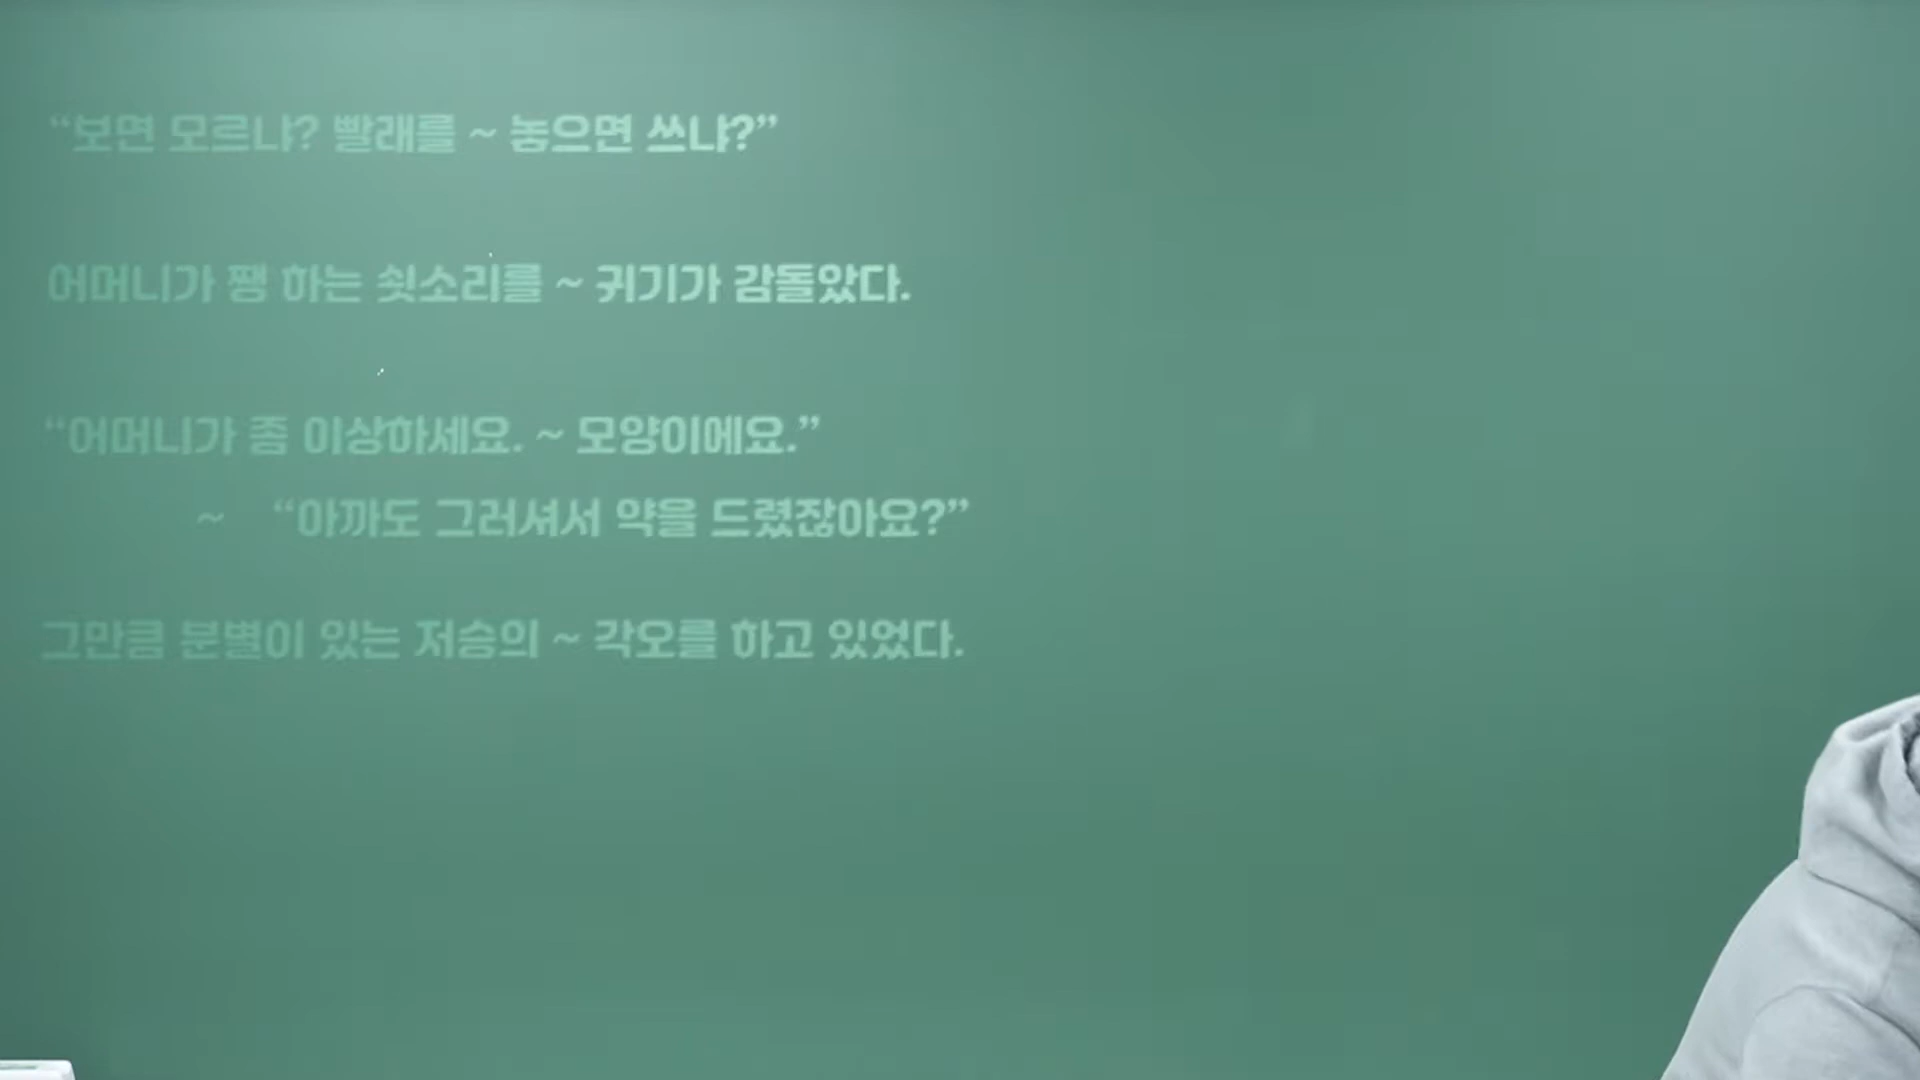 “보면 모르냐? 빨래를 ~ 놓으면 쓰냐?”
어머니가 쨍 하는 쇳소리를 ~ 귀기가 감돌았다.
“어머니가 좀 이상하세요. ~ 모양이에요.”
~ “아까도 그러셔서 약을 드렸잖아요?”
그만큼 분별이 있는 저승의 ~ 각오를 하고 있었다.